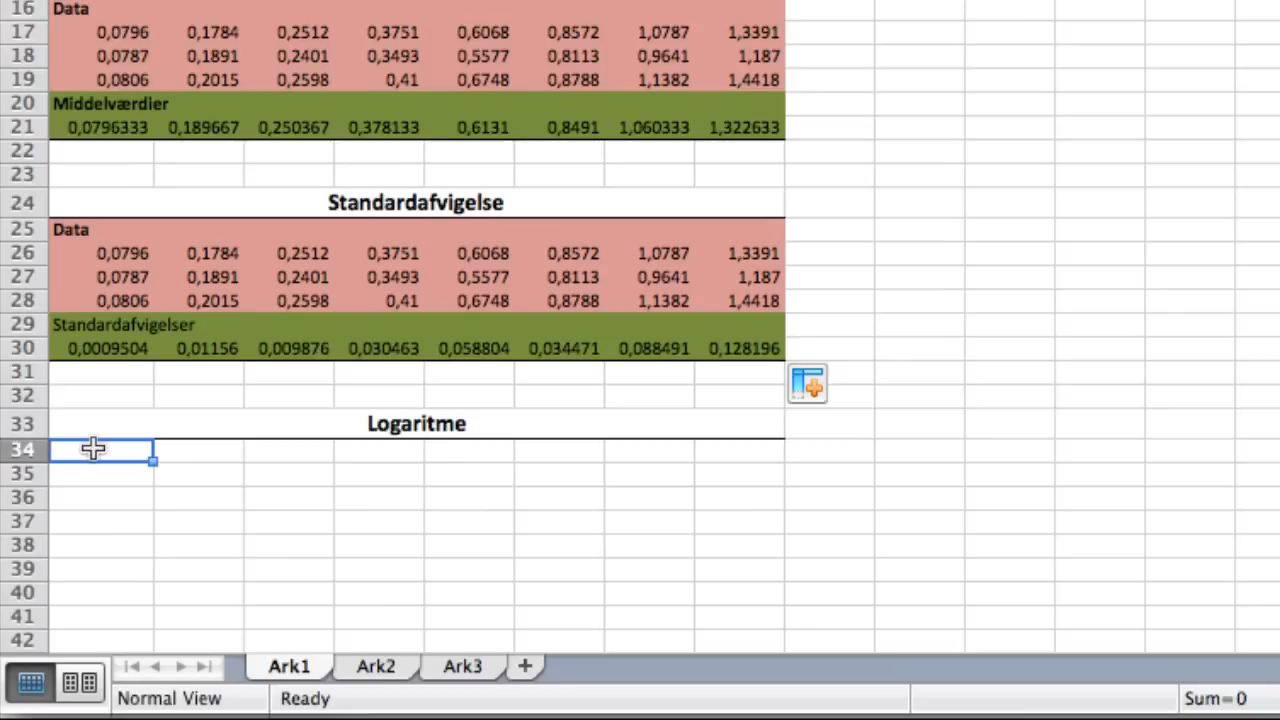 16 Data
17 0,0796 0,1784 0,2512 0,3751 0,6068 0,8572 1,0787 1,3391
18 0,0787 0,1891 0,2401 0,3493 0,5577 0,8113 0,9641 1,187
19 0,0806 0,2015 0,2598 0,41 0,6748 0,8788 1,1382 1,4418
20 Middelværdier
21 0,0796333 0,189667 0,250367 0,378133 0,6131 0,8491 1,060333 1,322633
22
23
24 Standardafvigelse
25 Data
26 0,0796 0,1784 0,2512 0,3751 0,6068 0,8572 1,0787 1,3391
27 0,0787 0,1891 0,2401 0,3493 0,5577 0,8113 0,9641 1,187
28 0,0806 0,2015 0,2598 0,41 0,6748 0,8788 1,1382 1,4418
29 Standardafvigelser
30 0,0009504 0,01156 0,009876 0,030463 0,058804 0,034471 0,088491 0,128196
31
32
33 Logaritme
34
35
36
37
38
39
40
41
42
Ark1 Ark2 Ark3
Normal View Ready Sum=0